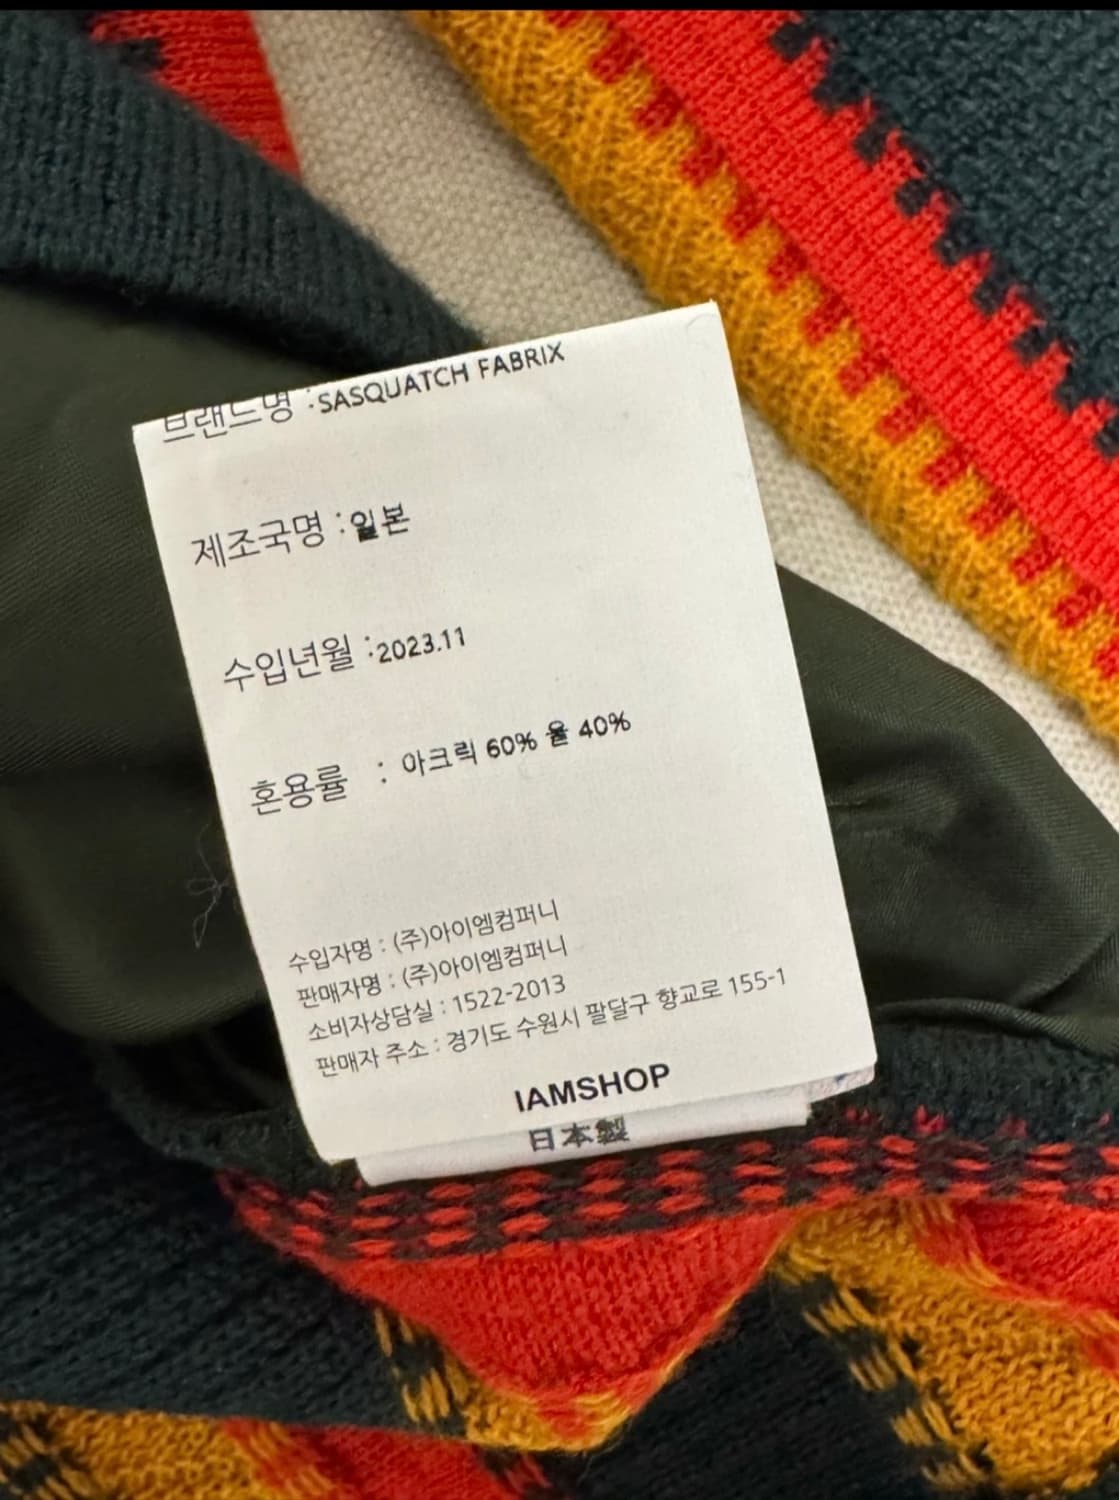 브랜드명 :SASQUATCH FABRIX
제조국명 :일본
수입년월 :2023.11
혼용률 : 아크릭 60% 울 40%
수입자명 : (주)아이엠컴퍼니
판매자명 : (주)아이엠컴퍼니
소비자상담실 : 1522-2013
판매자 주소 : 경기도 수원시 팔달구 향교로 155-1
IAMSHOP
日本製